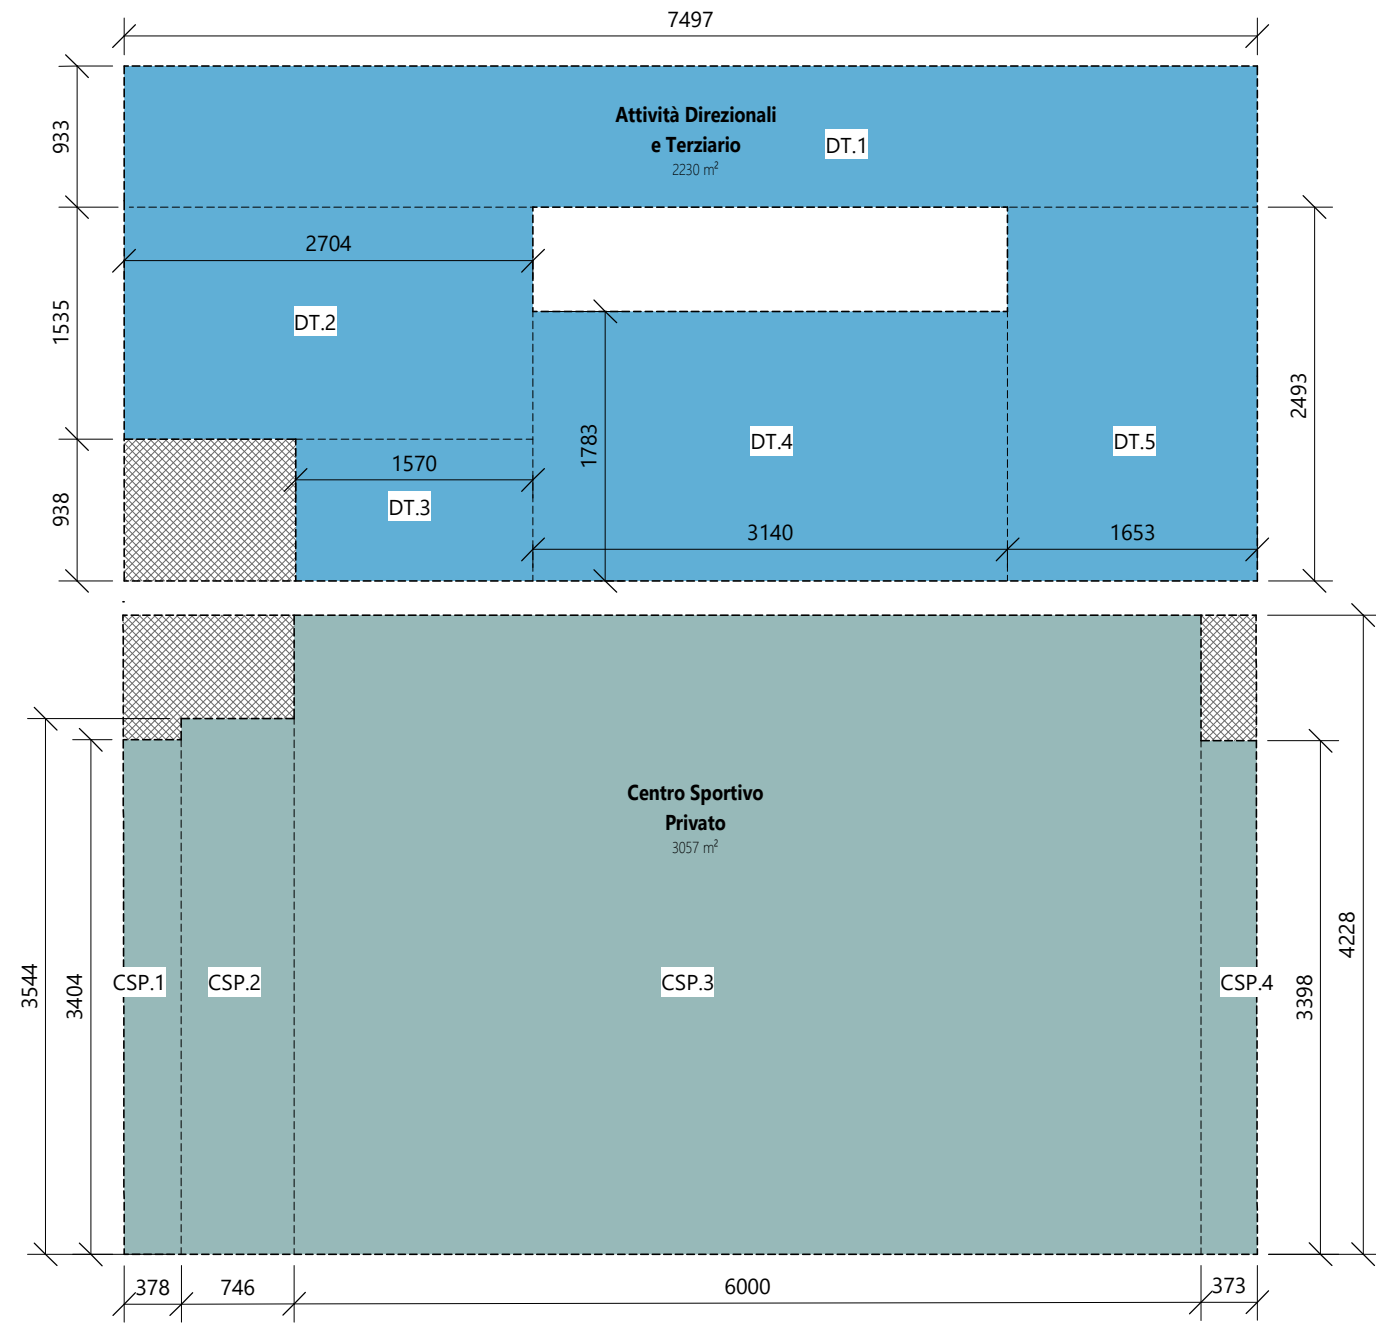 7497
933
Attività Direzionali
e Terziario
2230 m²
DT.1
2704
1535
DT.2
2493
1783
DT.4
DT.5
1570
938
DT.3
3140
1653
Centro Sportivo
Privato
3057 m²
4228
3544
3404
CSP.1
CSP.2
CSP.3
CSP.4
3398
378
746
6000
373